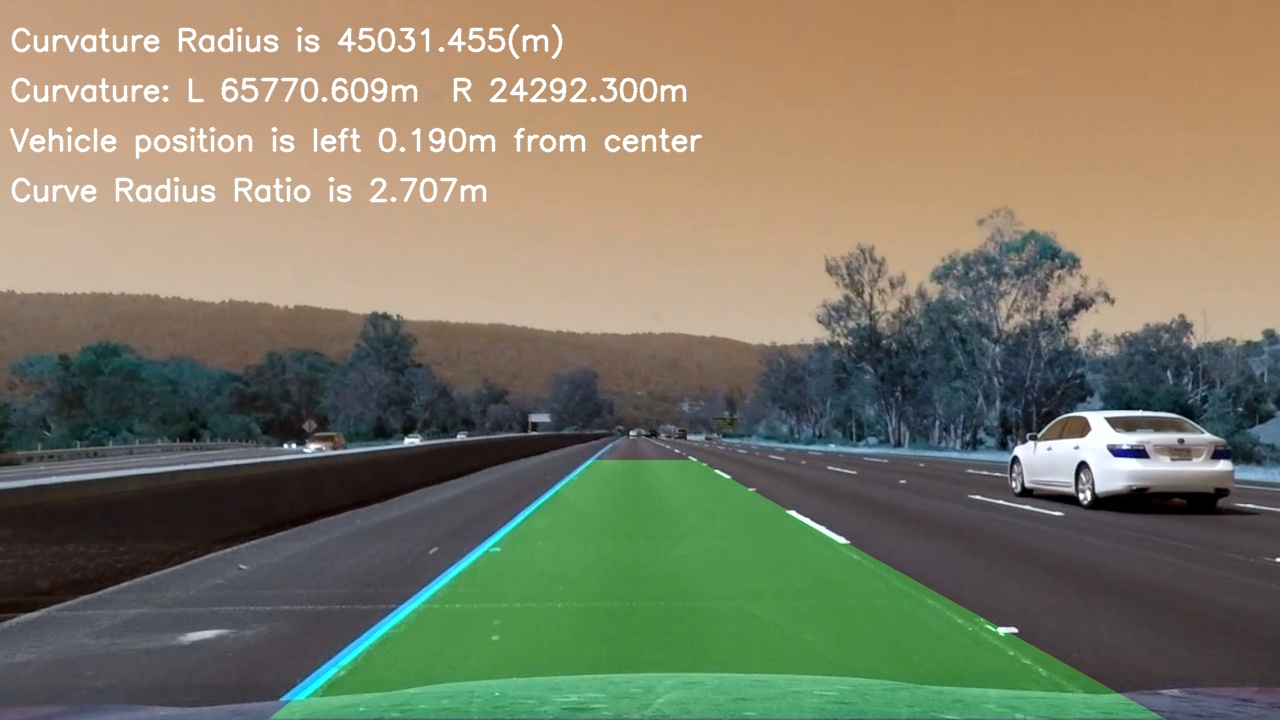 Curvature Radius is 45031.455(m)
Curvature: L 65770.609m R 24292.300m
Vehicle position is left 0.190m from center
Curve Radius Ratio is 2.707m